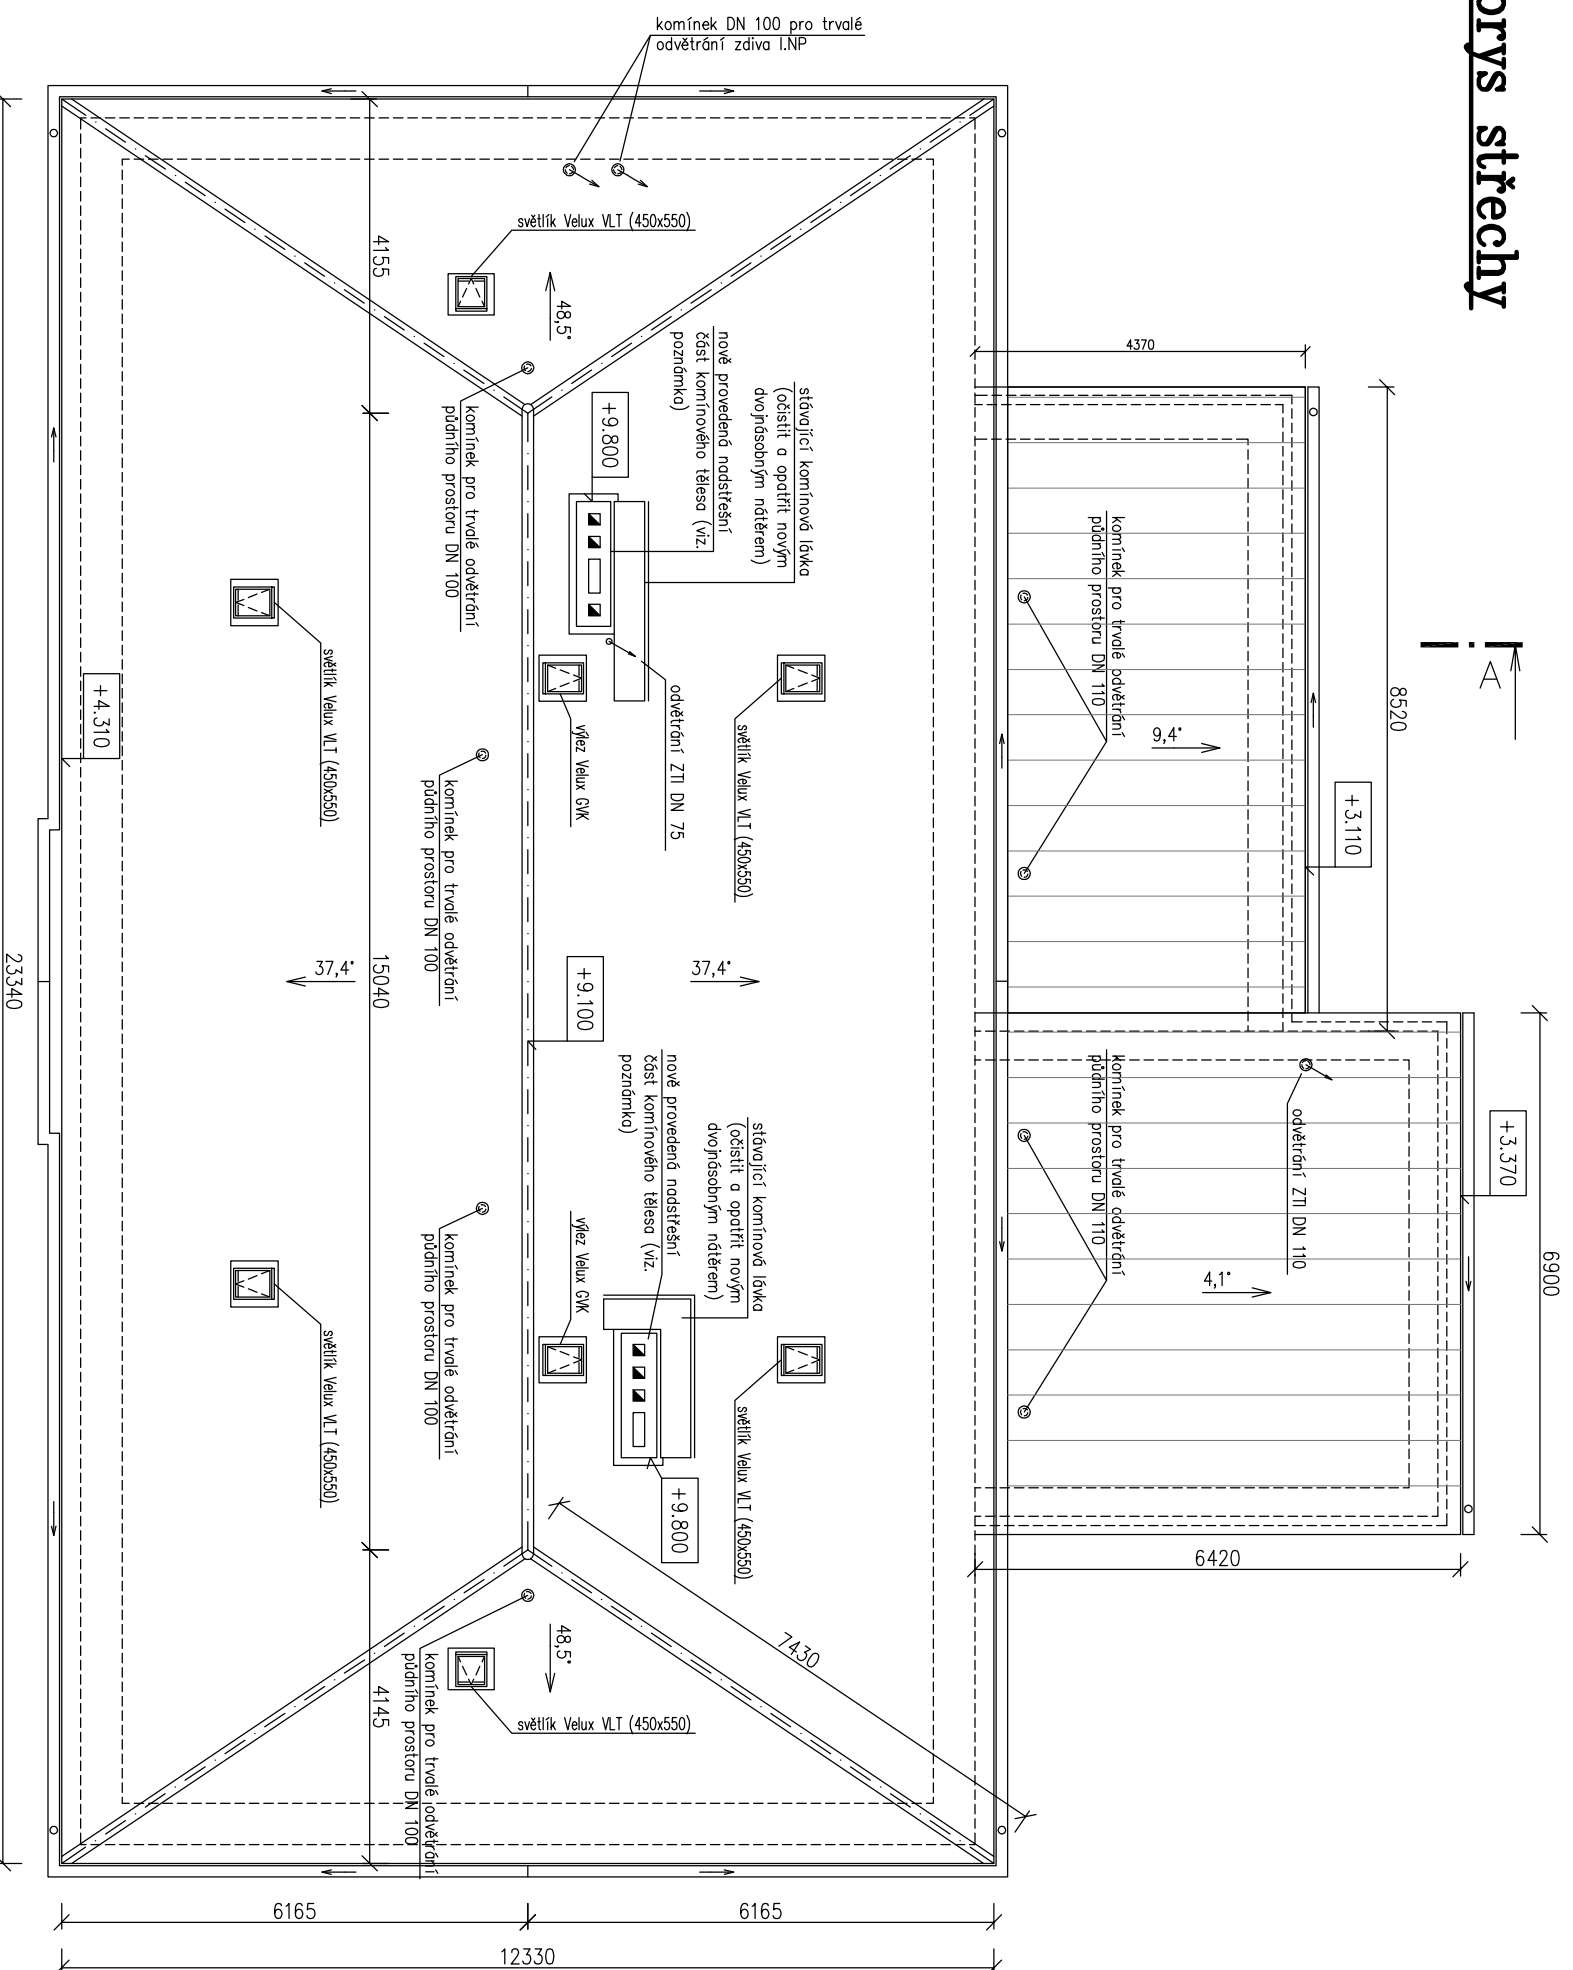 orys střechy
komínek DN 100 pro trvalé
odvětrání zdiva I.NP
světlík Velux VLT (450x550)
4155
48,5°
4370
nově provedená nadstřešní
část komínového tělesa (viz.
poznámka)
stávající komínová lávka
(očistit a opatřit novým
dvojnásobným nátěrem)
+9.800
komínek pro trvalé odvětrání
půdního prostoru DN 100
komínek pro trvalé odvětrání
půdního prostoru DN 110
8520
A
9,4°
+3.110
světlík Velux VLT (450x550)
+4.310
odvětrání ZTI DN 75
výlez Velux GVK
světlík Velux VLT (450x550)
komínek pro trvalé odvětrání
půdního prostoru DN 100
37,4°
15040
37,4°
+9.100
23340
nově provedená nadstřešní
část komínového tělesa (viz.
poznámka)
stávající komínová lávka
(očistit a opatřit novým
dvojnásobným nátěrem)
komínek pro trvalé odvětrání
půdního prostoru DN 110
odvětrání ZTI DN 110
+3.370
6900
4,1°
výlez Velux GVK
komínek pro trvalé odvětrání
půdního prostoru DN 100
světlík Velux VLT (450x550)
světlík Velux VLT (450x550)
+9.800
6420
7430
48,5°
komínek pro trvalé odvětrání
půdního prostoru DN 100
4145
světlík Velux VLT (450x550)
6165
6165
12330